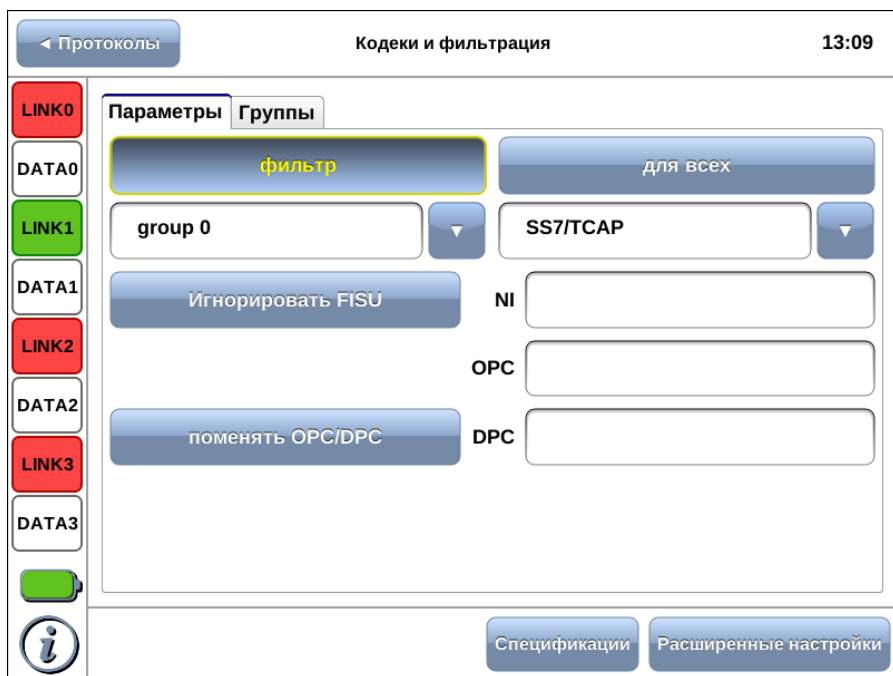 ◄ Протоколы
Кодеки и фильтрация
13:09
LINK0
DATA0
LINK1
DATA1
LINK2
DATA2
LINK3
DATA3
Параметры
Группы
фильтр
для всех
group 0
SS7/TCAP
Игнорировать FISU
NI
OPC
поменять OPC/DPC
DPC
i
Спецификации
Расширенные настройки